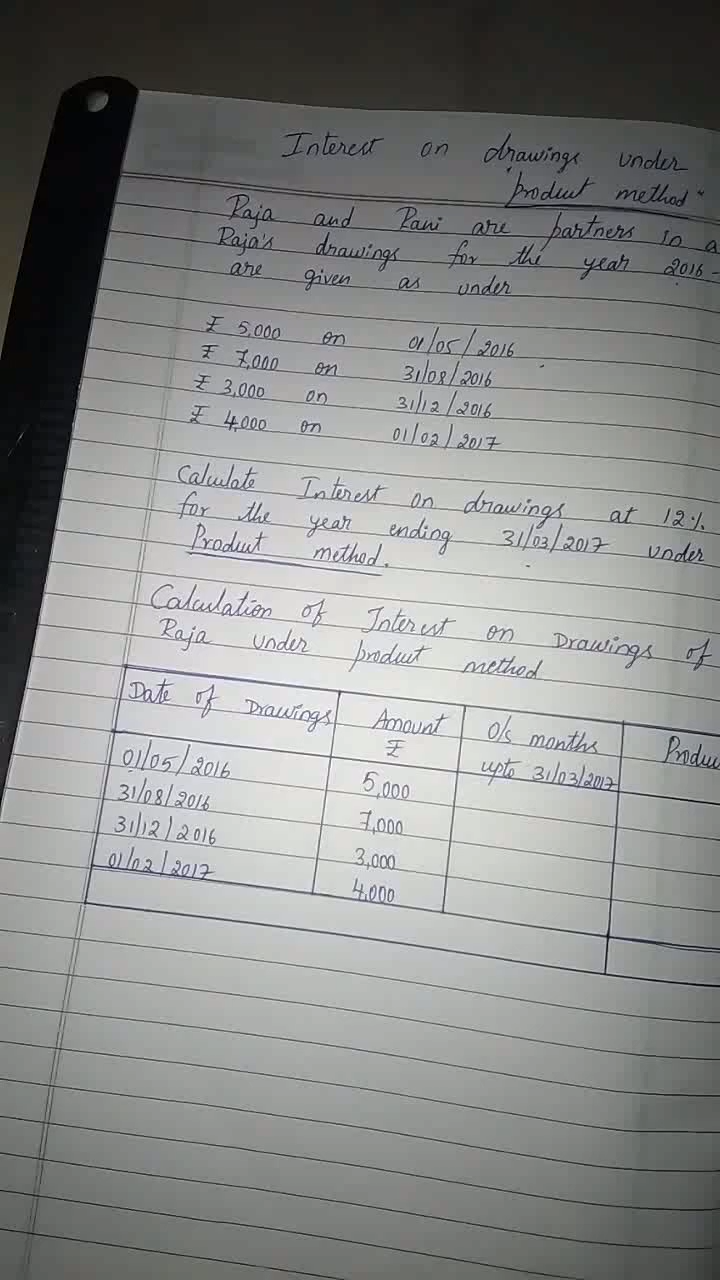 Interest on drawings under
"product method"
Raja and Rani are partners in a
Raja's drawings for the year 2016-
are given as under
₹ 5,000 on 01/05/2016
₹ 7,000 on 31/08/2016
₹ 3,000 on 31/12/2016
₹ 4,000 on 01/02/2017
Calculate Interest on drawings at 12%
for the year ending 31/03/2017 under
Product method.
Calculation of Interest on Drawings of
Raja under product method
Date of Drawings Amount ₹ O/s months upto 31/03/2017 Produ
01/05/2016 5,000
31/08/2016 7,000
31/12/2016 3,000
01/02/2017 4,000